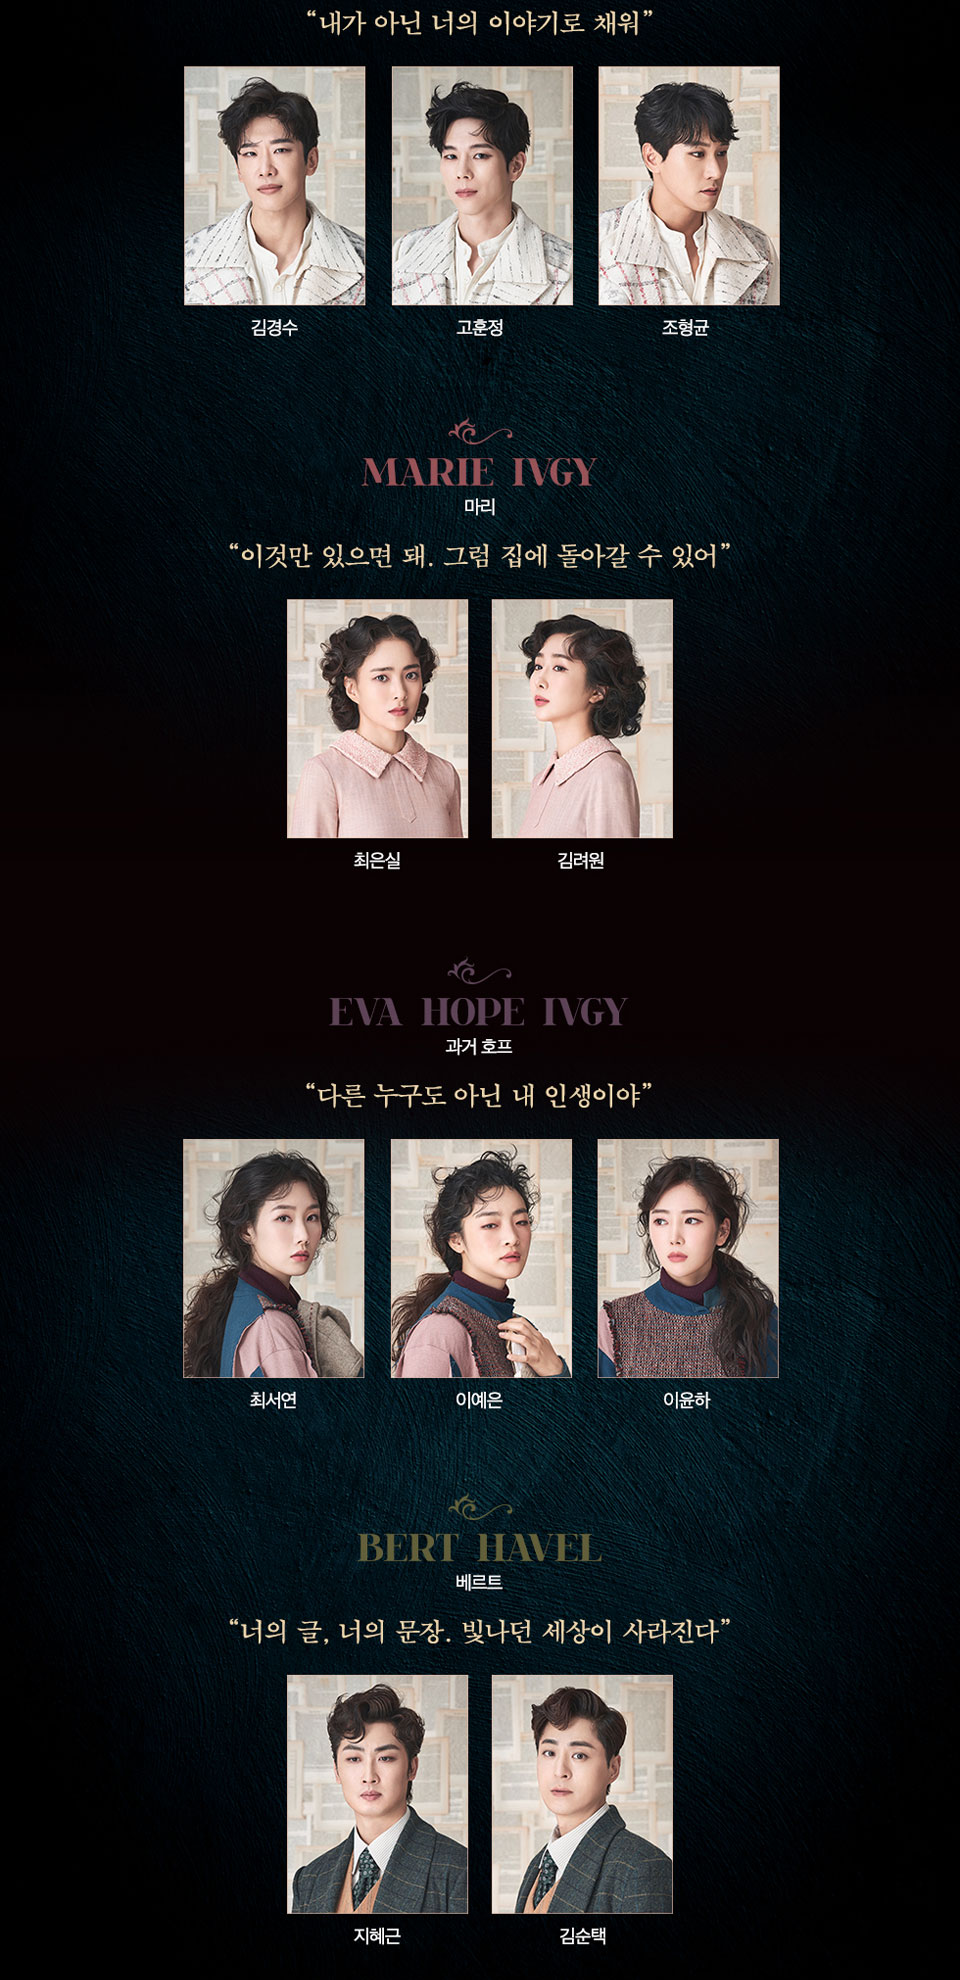 “내가 아닌 너의 이야기로 채워”
김경수 고훈정 조형균
MARIE IVGY
마리
“이것만 있으면 돼. 그럼 집에 돌아갈 수 있어”
최은실 김려원
EVA HOPE IVGY
과거 호프
“다른 누구도 아닌 내 인생이야”
최서연 이예은 이윤하
BERT HAVEL
베르트
“너의 글, 너의 문장. 빛나던 세상이 사라진다”
지혜근 김순택